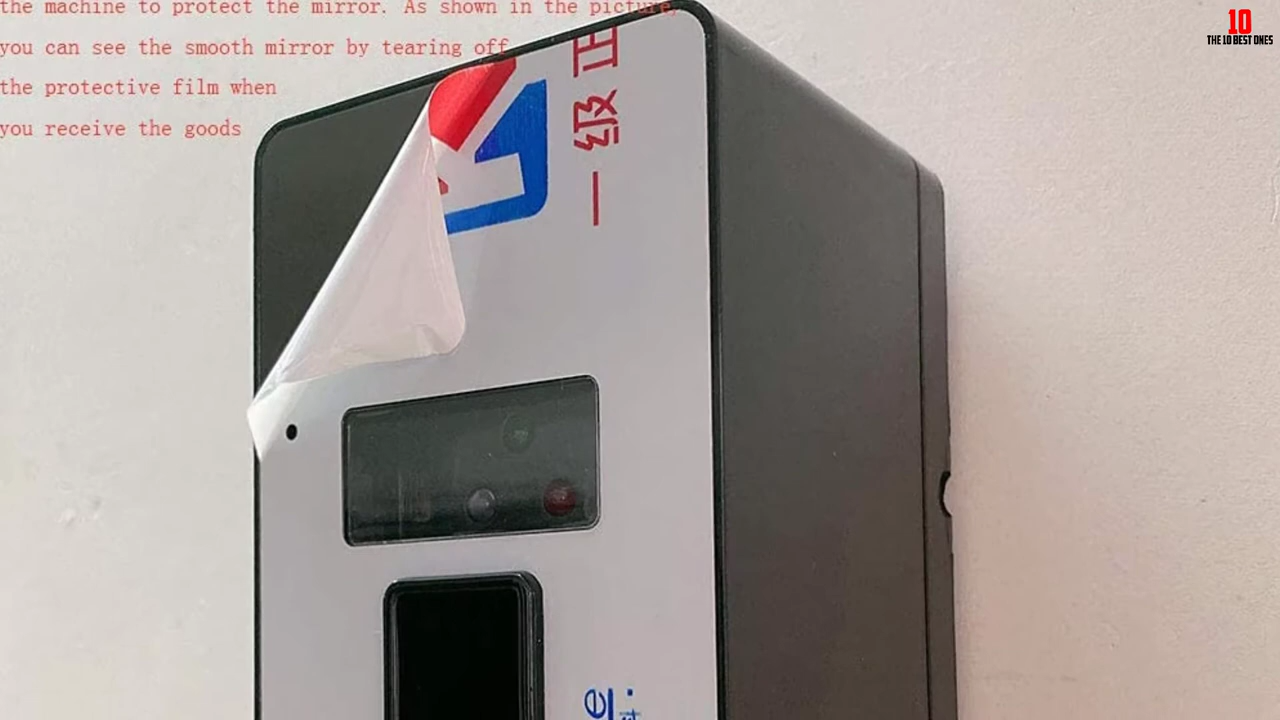 the machine to protect the mirror. As shown in the picture,
you can see the smooth mirror by tearing off
the protective film when
you receive the goods
10
THE 10 BEST ONES
一级正
e